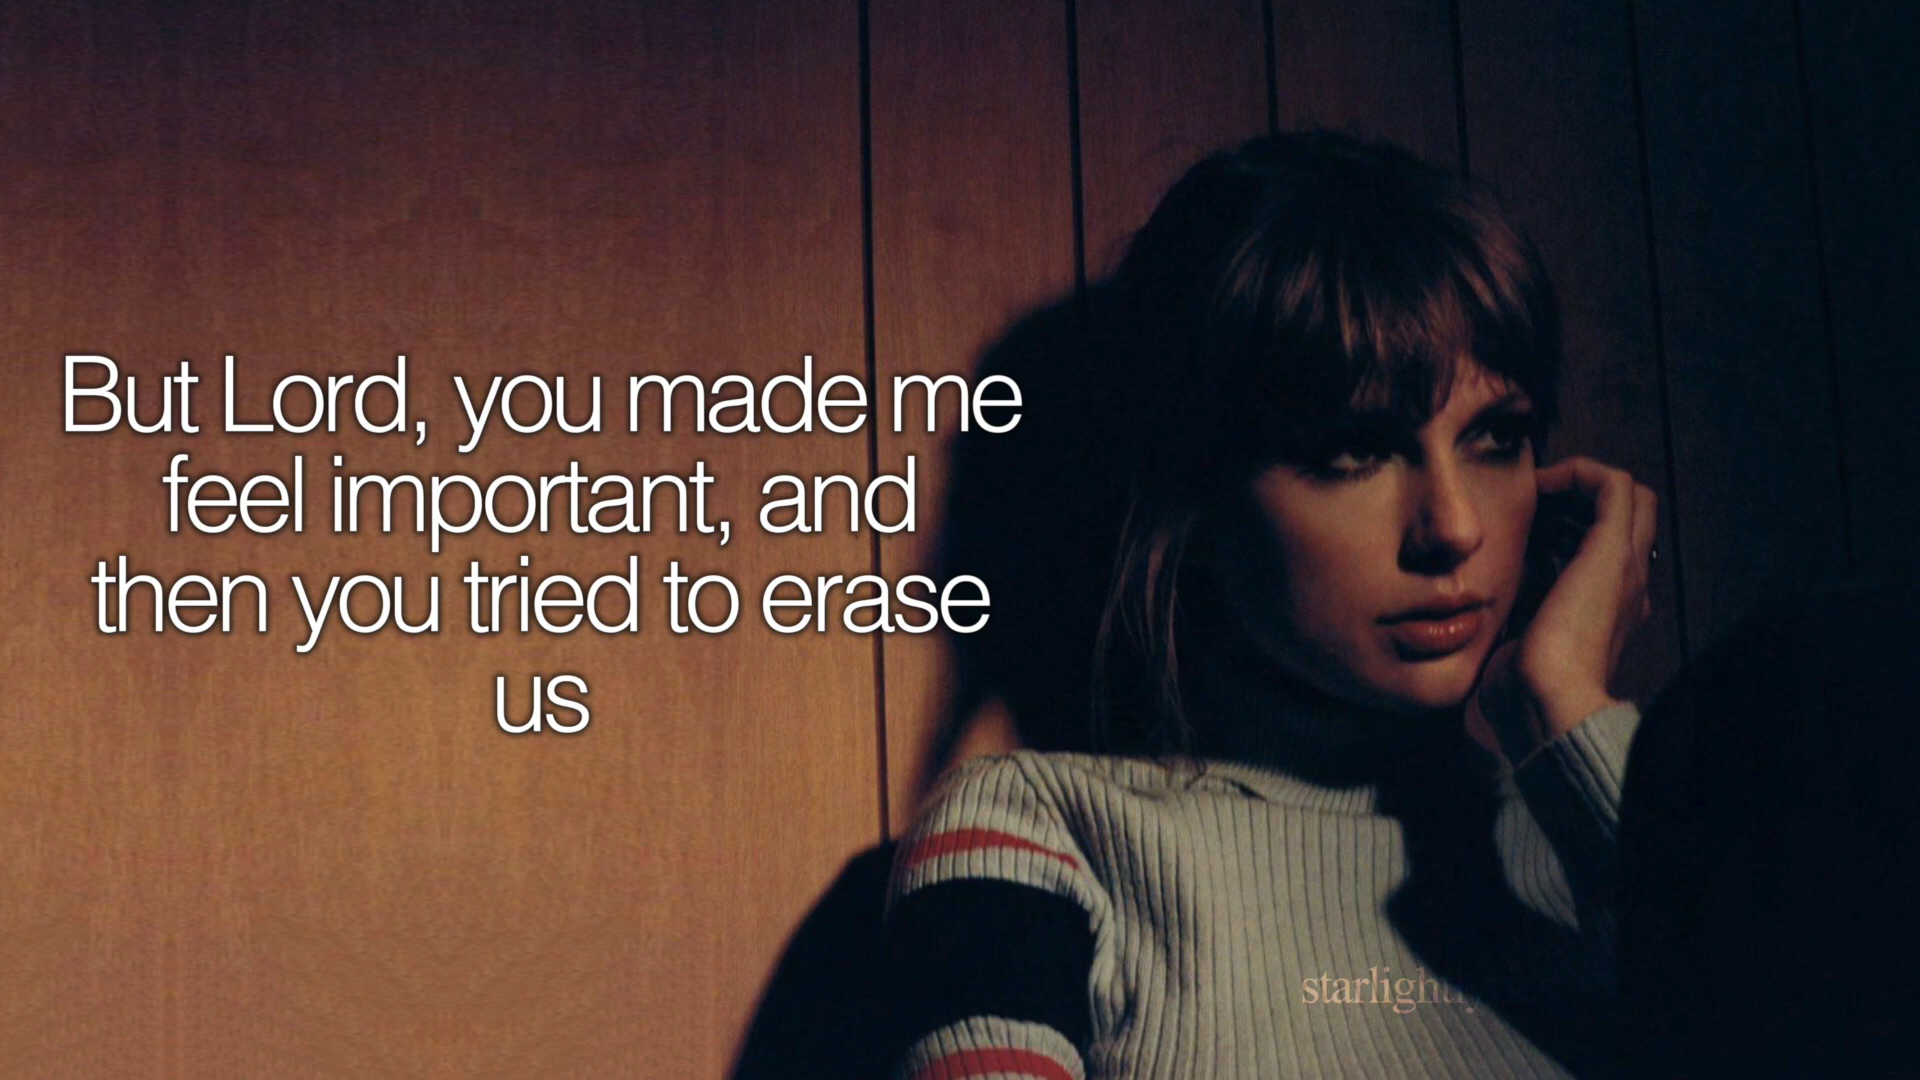 But Lord, you made me
feel important, and
then you tried to erase
us